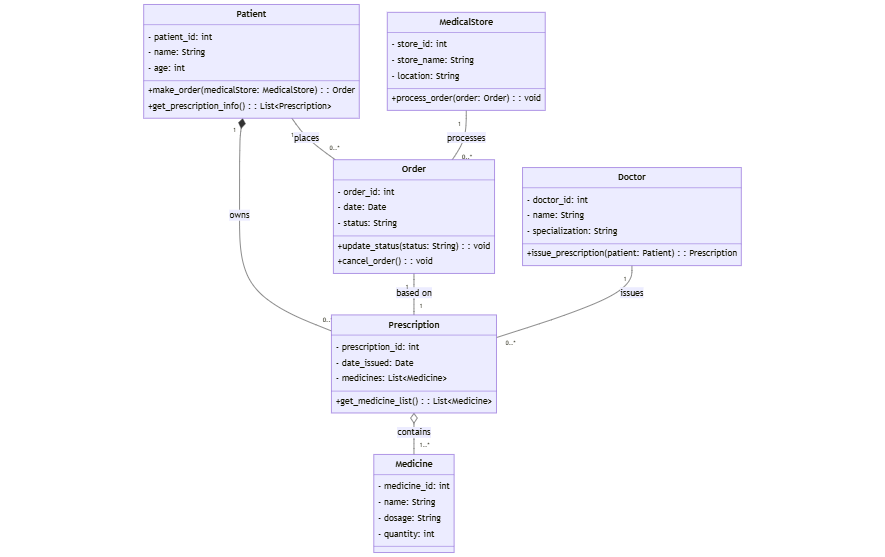 Patient
- patient_id: int
- name: String
- age: int
+make_order(medicalStore: MedicalStore) : : Order
+get_prescription_info() : : List<Prescription>
MedicalStore
- store_id: int
- store_name: String
- location: String
+process_order(order: Order) : : void
1
1
places
0..*
1
processes
0..*
Order
- order_id: int
- date: Date
- status: String
+update_status(status: String) : : void
+cancel_order() : : void
Doctor
- doctor_id: int
- name: String
- specialization: String
+issue_prescription(patient: Patient) : : Prescription
owns
1
based on
1
1
issues
0..
0..*
Prescription
- prescription_id: int
- date_issued: Date
- medicines: List<Medicine>
+get_medicine_list() : : List<Medicine>
contains
1..*
Medicine
- medicine_id: int
- name: String
- dosage: String
- quantity: int